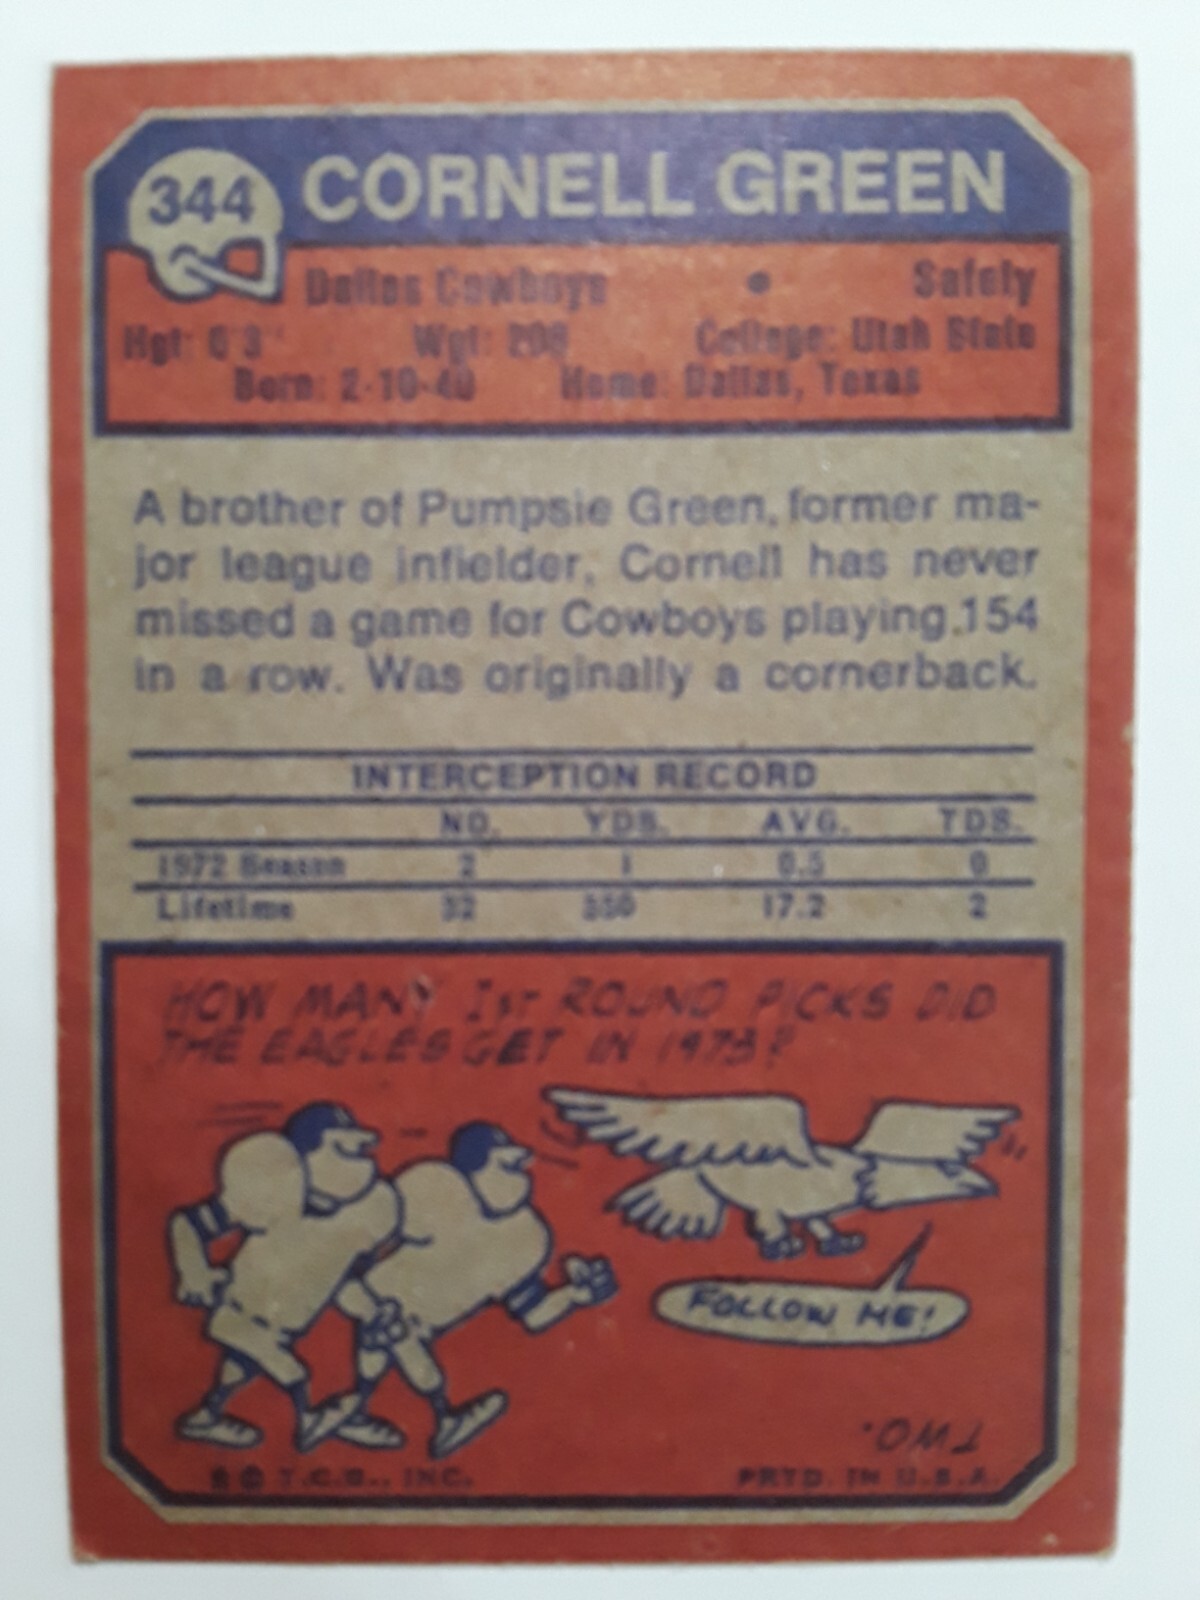 344 CORNELL GREEN
Dallas Cowboys • Safety
Hgt: 6'3" Wgt: 208 College: Utah State
Born: 2-10-40 Home: Dallas, Texas
A brother of Pumpsie Green, former ma-
jor league infielder, Cornell has never
missed a game for Cowboys playing 154
in a row. Was originally a cornerback.
INTERCEPTION RECORD
NO. YDS. AVG. TDS.
1972 Season 2 1 0.5 0
Lifetime 32 550 17.2 2
HOW MANY 1ST ROUND PICKS DID
THE EAGLES GET IN 1973?
FOLLOW ME!
TWO.
© T.C.G., INC. PRTD. IN U.S.A.